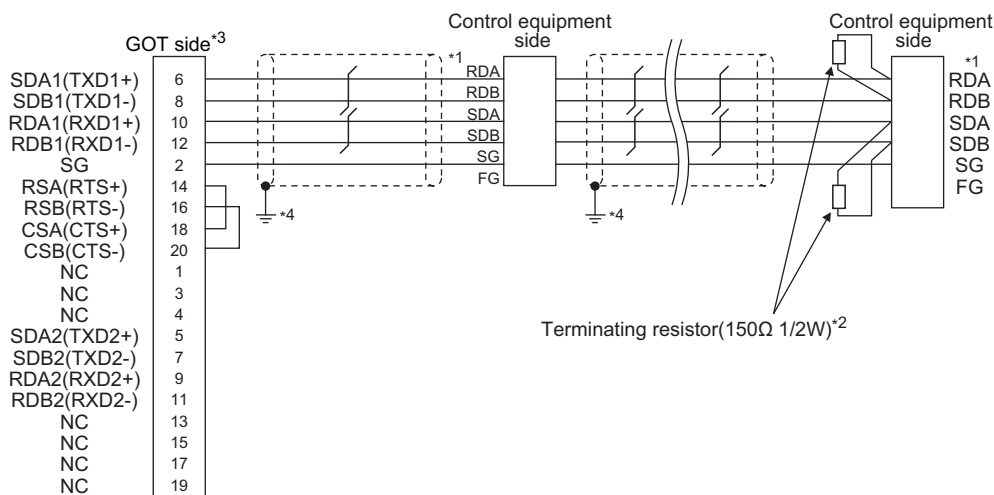 GOT side*3
Control equipment
side
Control equipment
side
SDA1(TXD1+) 6
SDB1(TXD1-) 8
RDA1(RXD1+) 10
RDB1(RXD1-) 12
SG 2
RSA(RTS+) 14
RSB(RTS-) 16
CSA(CTS+) 18
CSB(CTS-) 20
NC 1
NC 3
NC 4
SDA2(TXD2+) 5
SDB2(TXD2-) 7
RDA2(RXD2+) 9
RDB2(RXD2-) 11
NC 13
NC 15
NC 17
NC 19
*1
RDA
RDB
SDA
SDB
SG
FG
*4
*4
*1
RDA
RDB
SDA
SDB
SG
FG
Terminating resistor(150Ω 1/2W)*2